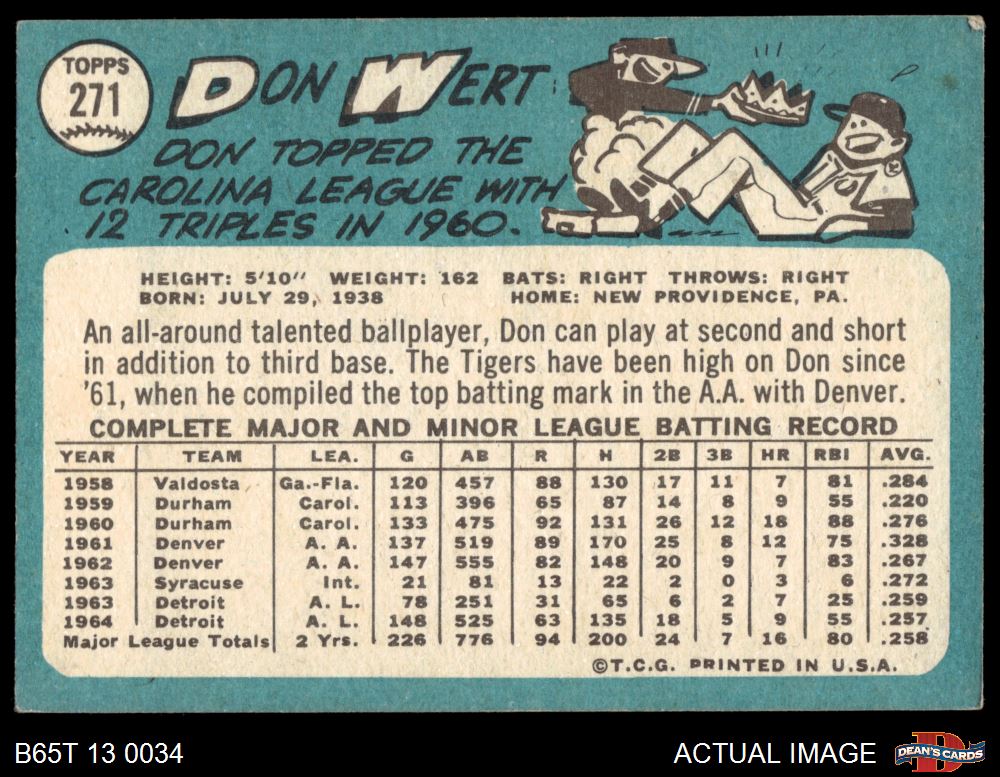 TOPPS
271
DON WERT
DON TOPPED THE
CAROLINA LEAGUE WITH
12 TRIPLES IN 1960.
HEIGHT: 5'10" WEIGHT: 162 BATS: RIGHT THROWS: RIGHT
BORN: JULY 29, 1938 HOME: NEW PROVIDENCE, PA.
An all-around talented ballplayer, Don can play at second and short
in addition to third base. The Tigers have been high on Don since
'61, when he compiled the top batting mark in the A.A. with Denver.
COMPLETE MAJOR AND MINOR LEAGUE BATTING RECORD
YEAR TEAM LEA. G AB R H 2B 3B HR RBI AVG.
1958 Valdosta Ga.-Fla. 120 457 88 130 17 11 7 81 .284
1959 Durham Carol. 113 396 65 87 14 8 9 55 .220
1960 Durham Carol. 133 475 92 131 26 12 18 88 .276
1961 Denver A. A. 137 519 89 170 25 8 12 75 .328
1962 Denver A. A. 147 555 82 148 20 9 7 83 .267
1963 Syracuse Int. 21 81 13 22 2 0 3 6 .272
1963 Detroit A. L. 78 251 31 65 6 2 7 25 .259
1964 Detroit A. L. 148 525 63 135 18 5 9 55 .257
Major League Totals 2 Yrs. 226 776 94 200 24 7 16 80 .258
©T.C.G. PRINTED IN U.S.A.
B65T 13 0034
ACTUAL IMAGE
DEAN'S CARDS